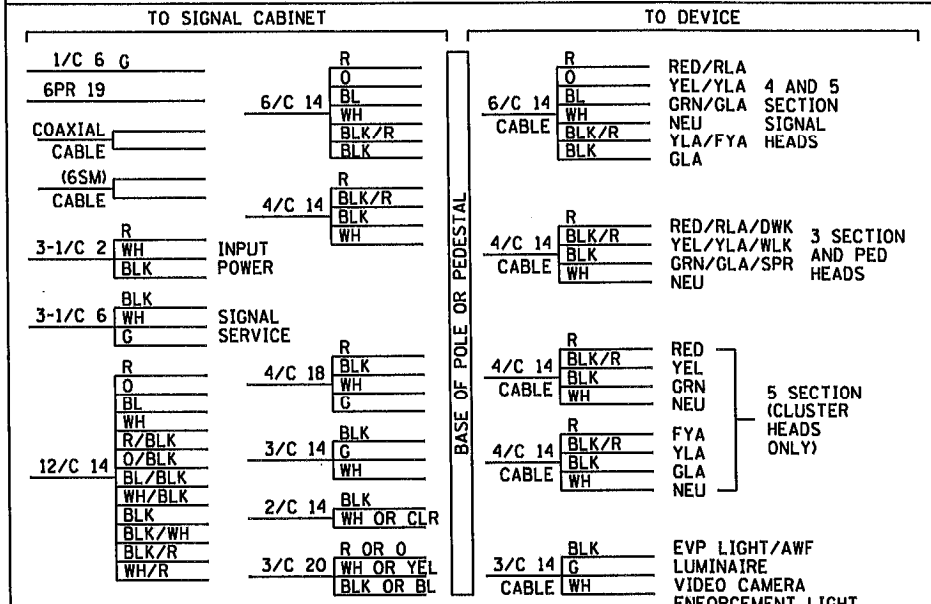 TO SIGNAL CABINET
1/C 6 G
6PR 19
COAXIAL
CABLE
(6SM)
CABLE
3-1/C 2
R
WH
BLK
INPUT
POWER
3-1/C 6
BLK
WH
G
SIGNAL
SERVICE
12/C 14
R
O
BL
WH
R/BLK
O/BLK
BL/BLK
WH/BLK
BLK
BLK/WH
BLK/R
WH/R
6/C 14
R
O
BL
WH
BLK/R
BLK
4/C 14
R
BLK/R
BLK
WH
4/C 18
R
BLK
WH
G
3/C 14
BLK
G
WH
2/C 14
BLK
WH OR CLR
3/C 20
R OR O
WH OR YEL
BLK OR BL
BASE OF POLE OR PEDESTAL
TO DEVICE
6/C 14
CABLE
R
O
BL
WH
BLK/R
BLK
RED/RLA
YEL/YLA
GRN/GLA
NEU
YLA/FYA
GLA
4 AND 5
SECTION
SIGNAL
HEADS
4/C 14
CABLE
R
BLK/R
BLK
WH
RED/RLA/DWK
YEL/YLA/WLK
GRN/GLA/SPR
NEU
3 SECTION
AND PED
HEADS
4/C 14
CABLE
R
BLK/R
BLK
WH
RED
YEL
GRN
NEU
4/C 14
CABLE
R
BLK/R
BLK
WH
FYA
YLA
GLA
NEU
5 SECTION
(CLUSTER
HEADS
ONLY)
3/C 14
CABLE
BLK
G
WH
EVP LIGHT/AWF
LUMINAIRE
VIDEO CAMERA
ENFORCEMENT LIGHT